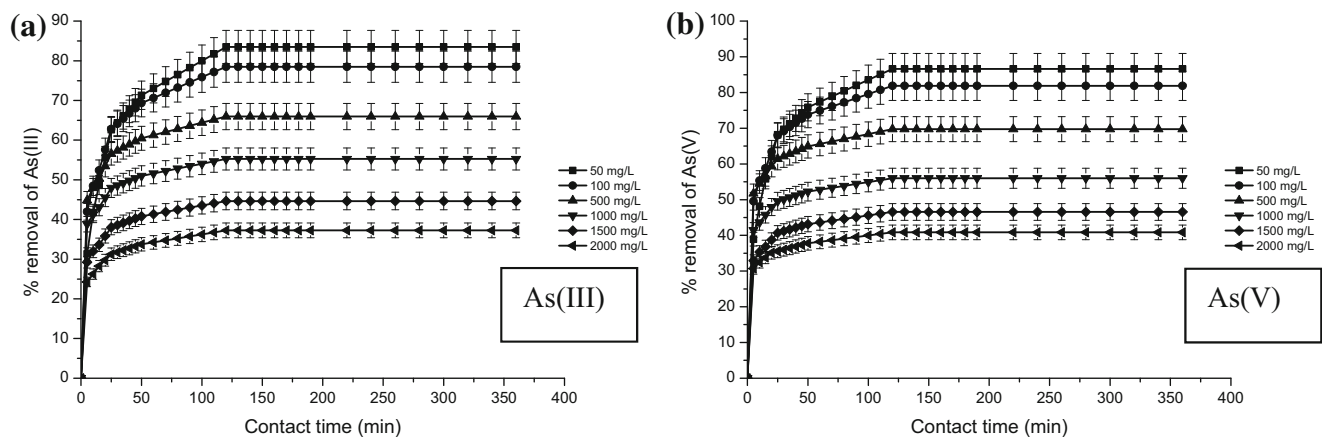 (a)
% removal of As(III)
90
80
70
60
50
40
30
20
10
0
0 50 100 150 200 250 300 350 400
Contact time (min)
50 mg/L
100 mg/L
500 mg/L
1000 mg/L
1500 mg/L
2000 mg/L
As(III)
(b)
% removal of As(V)
100
90
80
70
60
50
40
30
20
10
0
0 50 100 150 200 250 300 350 400
Contact time (min)
50 mg/L
100 mg/L
500 mg/L
1000 mg/L
1500 mg/L
2000 mg/L
As(V)